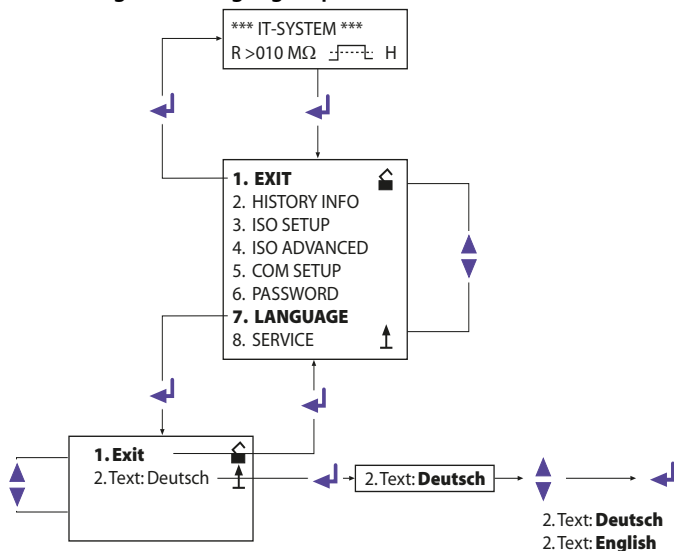 *** IT-SYSTEM ***
R >010 MΩ H
1. EXIT
2. HISTORY INFO
3. ISO SETUP
4. ISO ADVANCED
5. COM SETUP
6. PASSWORD
7. LANGUAGE
8. SERVICE
1. Exit
2. Text: Deutsch
2. Text: Deutsch
2. Text: Deutsch
2. Text: English